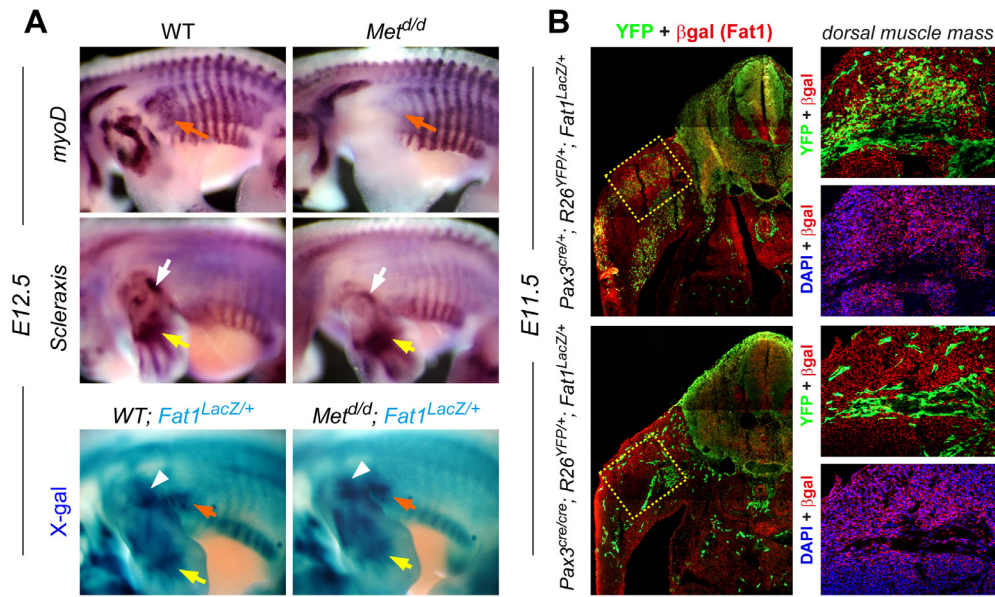 A
WT
Met^d/d
E12.5
myoD
Scleraxis
WT; Fat1^LacZ/+
Met^d/d; Fat1^LacZ/+
X-gal
B
YFP + βgal (Fat1)
dorsal muscle mass
E11.5
Pax3^cre/+; R26^YFP/+; Fat1^LacZ/+
YFP + βgal
DAPI + βgal
Pax3^cre/cre; R26^YFP/+; Fat1^LacZ/+
YFP + βgal
DAPI + βgal